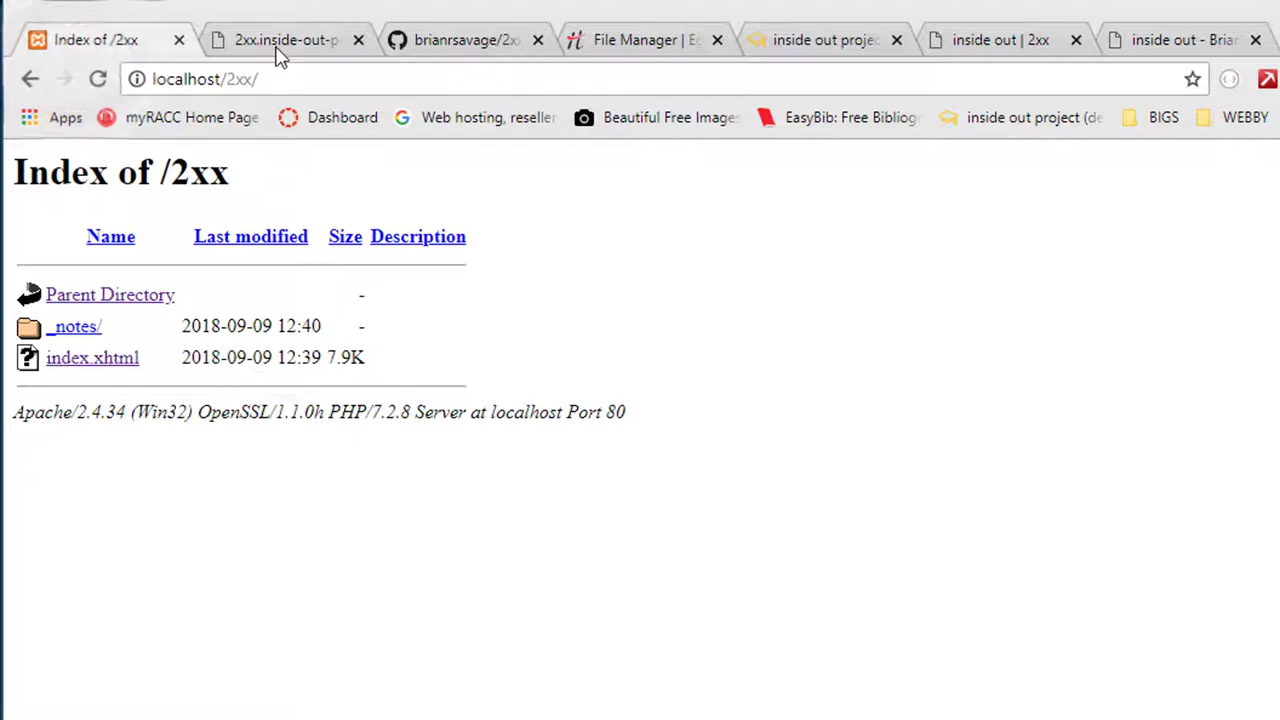 Index of /2xx 2xx.inside-out-p brianrsavage/2xx File Manager | Eg inside out projec inside out | 2xx inside out - Brian
localhost/2xx/
Apps myRACC Home Page Dashboard Web hosting, reseller Beautiful Free Images EasyBib: Free Bibliog inside out project (de BIGS WEBBY
Index of /2xx
Name Last modified Size Description
Parent Directory -
_notes/ 2018-09-09 12:40 -
index.xhtml 2018-09-09 12:39 7.9K
Apache/2.4.34 (Win32) OpenSSL/1.1.0h PHP/7.2.8 Server at localhost Port 80